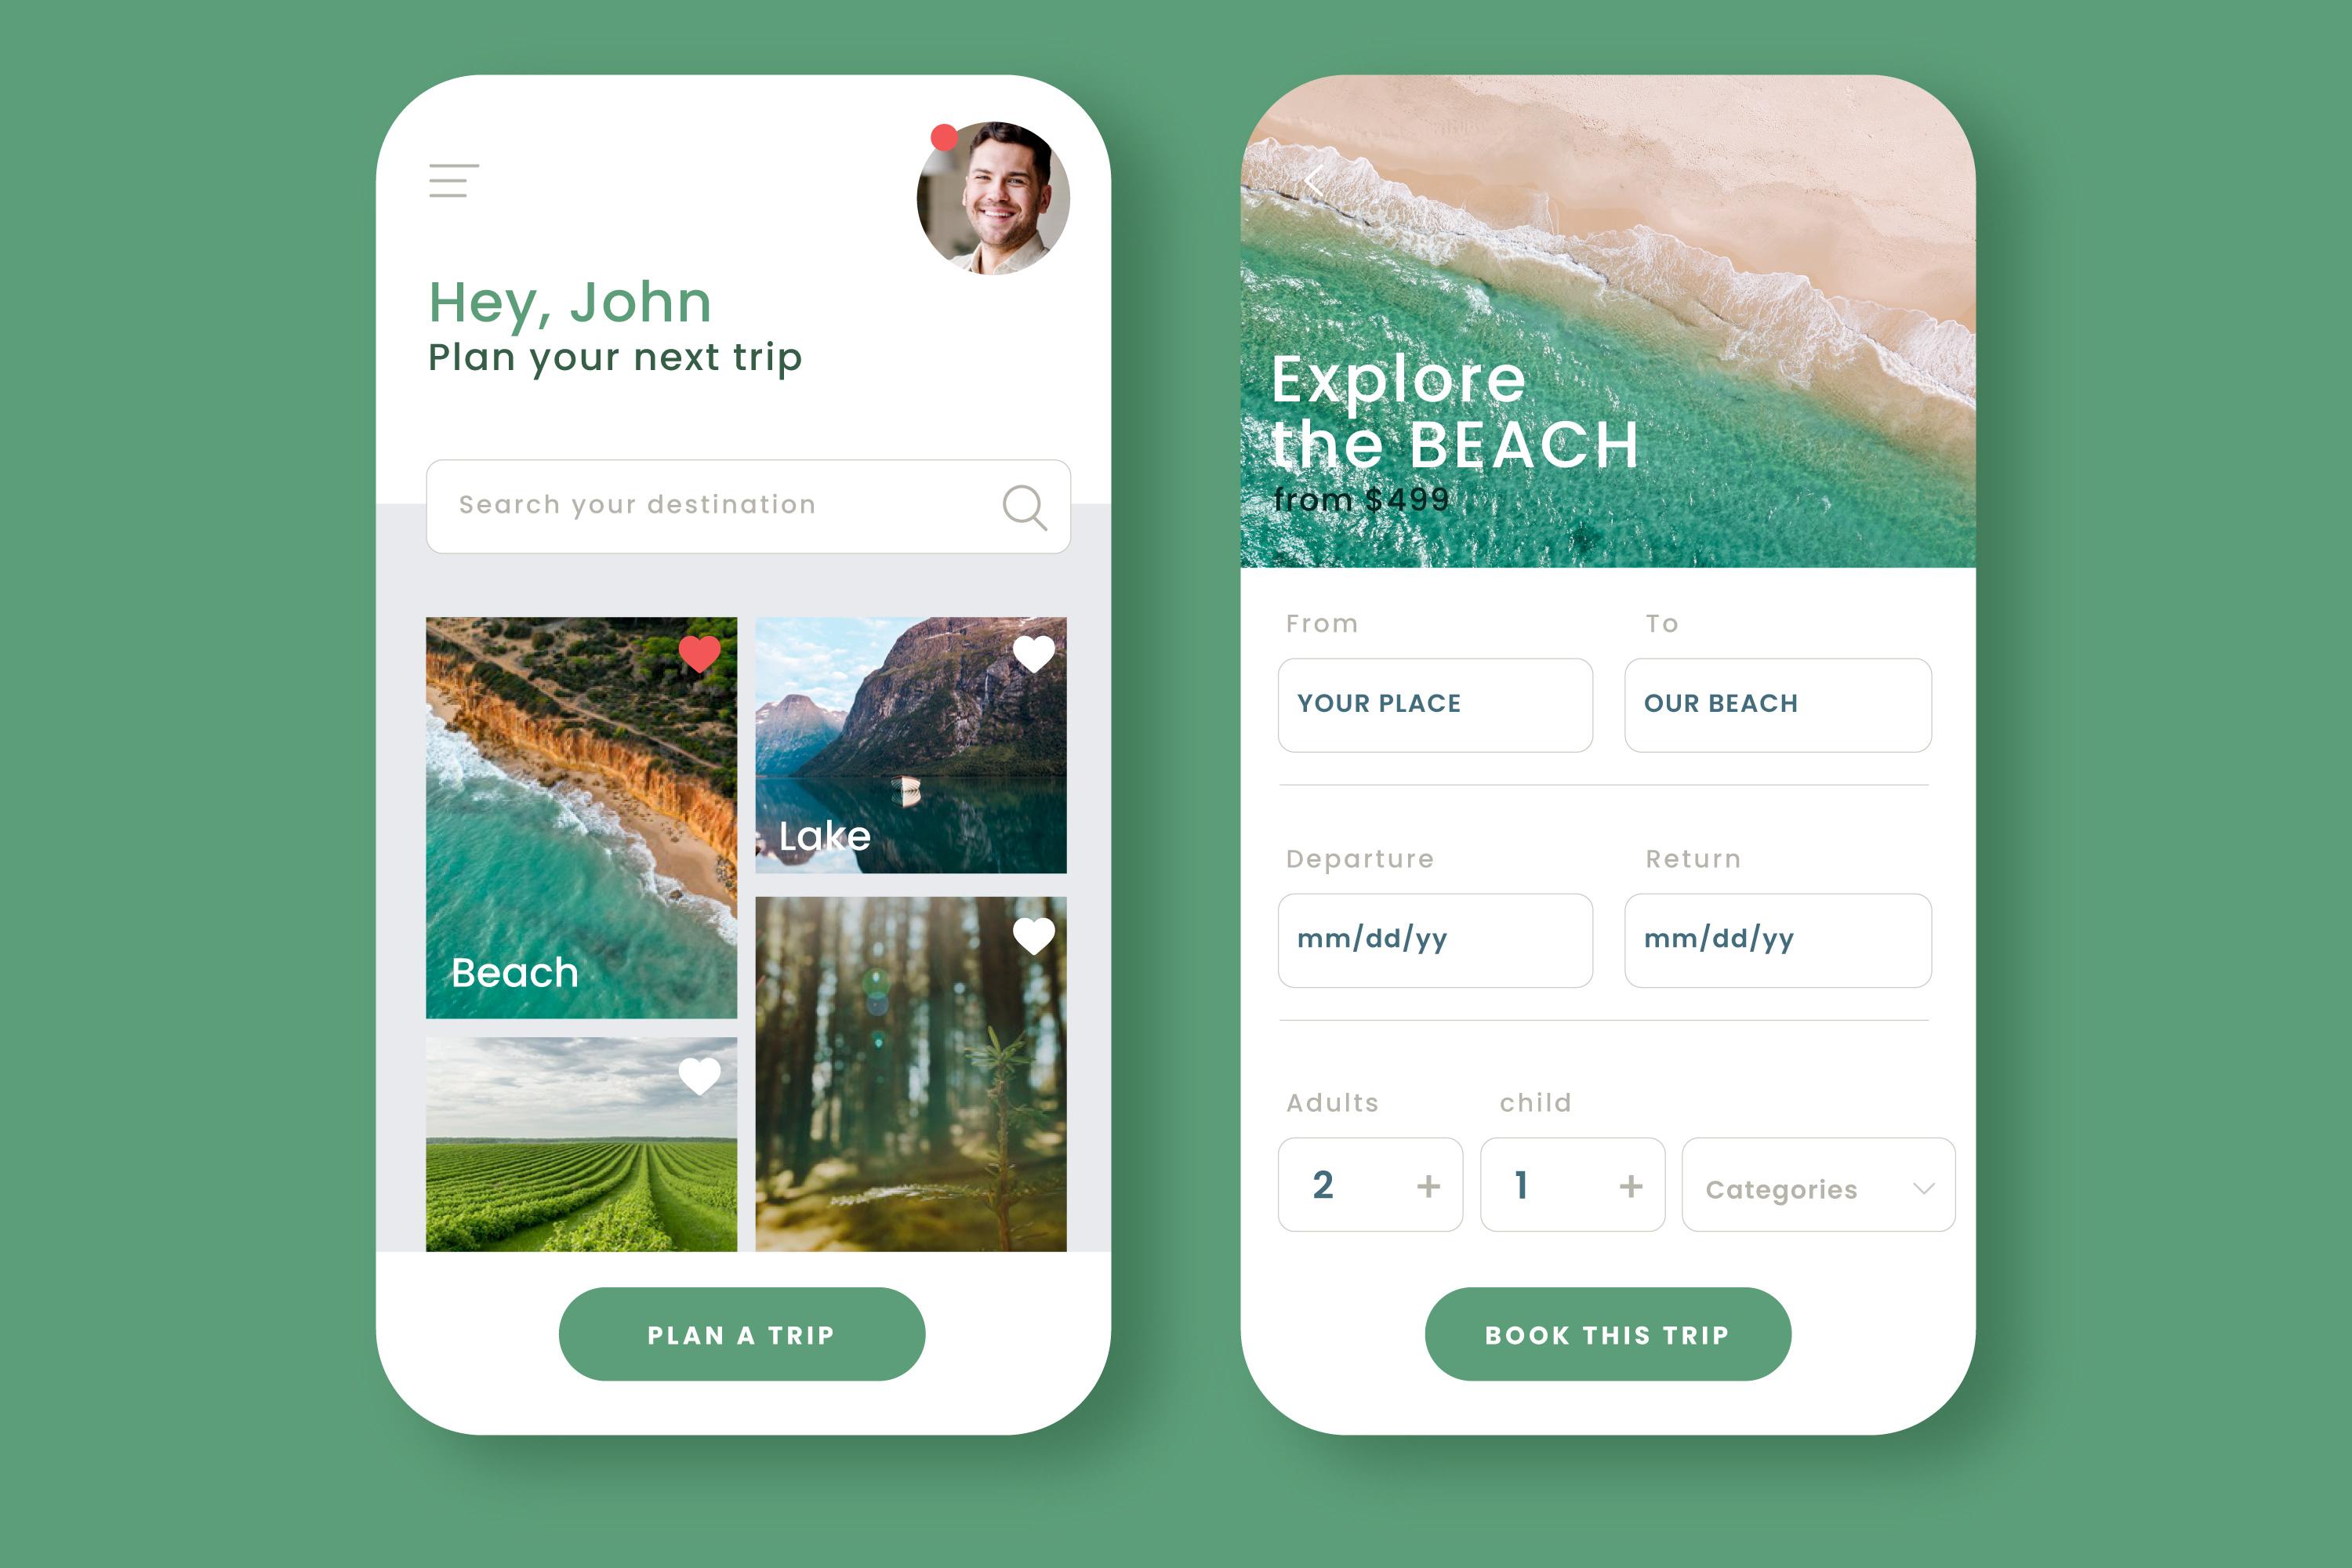 Hey, John
Plan your next trip
Search your destination
Beach
Lake
PLAN A TRIP
Explore
the BEACH
from $499
From
To
YOUR PLACE
OUR BEACH
Departure
Return
mm/dd/yy
mm/dd/yy
Adults
child
2 +
1 +
Categories
BOOK THIS TRIP